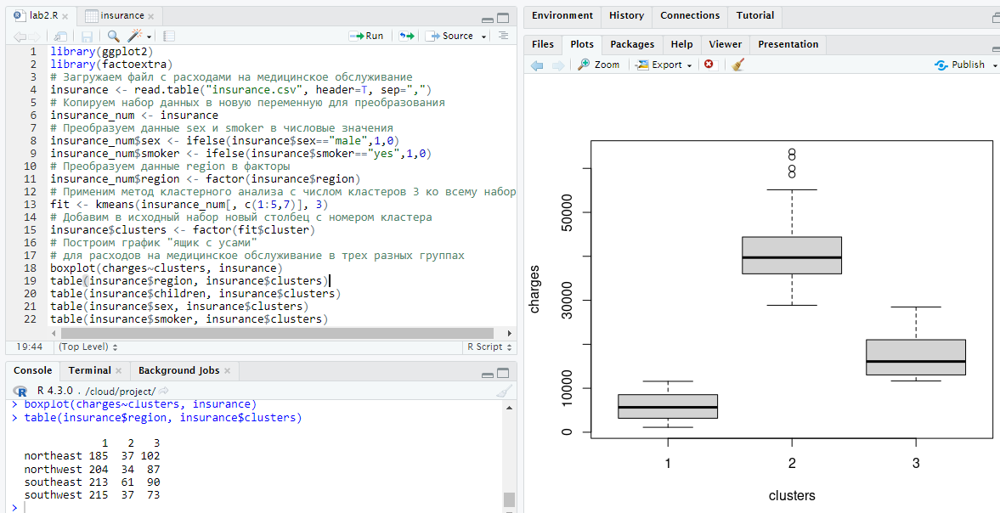 lab2.R
insurance
Run
Source
1 library(ggplot2)
2 library(factoextra)
3 # Загружаем файл с расходами на медицинское обслуживание
4 insurance <- read.table("insurance.csv", header=T, sep=",")
5 # Копируем набор данных в новую переменную для преобразования
6 insurance_num <- insurance
7 # Преобразуем данные sex и smoker в числовые значения
8 insurance_num$sex <- ifelse(insurance$sex=="male",1,0)
9 insurance_num$smoker <- ifelse(insurance$smoker=="yes",1,0)
10 # Преобразуем данные region в факторы
11 insurance_num$region <- factor(insurance$region)
12 # Применим метод кластерного анализа с числом кластеров 3 ко всему набор
13 fit <- kmeans(insurance_num[, c(1:5,7)], 3)
14 # Добавим в исходный набор новый столбец с номером кластера
15 insurance$clusters <- factor(fit$cluster)
16 # Построим график "ящик с усами"
17 # для расходов на медицинское обслуживание в трех разных группах
18 boxplot(charges~clusters, insurance)
19 table(insurance$region, insurance$clusters)
20 table(insurance$children, insurance$clusters)
21 table(insurance$sex, insurance$clusters)
22 table(insurance$smoker, insurance$clusters)
19:44 (Top Level) R Script
Console Terminal Background Jobs
R 4.3.0 . /cloud/project/
> boxplot(charges~clusters, insurance)
> table(insurance$region, insurance$clusters)
1 2 3
northeast 185 37 102
northwest 204 34 87
southeast 213 61 90
southwest 215 37 73
>
Environment History Connections Tutorial
Files Plots Packages Help Viewer Presentation
Zoom Export Publish
charges
50000
30000
10000
0
1 2 3
clusters